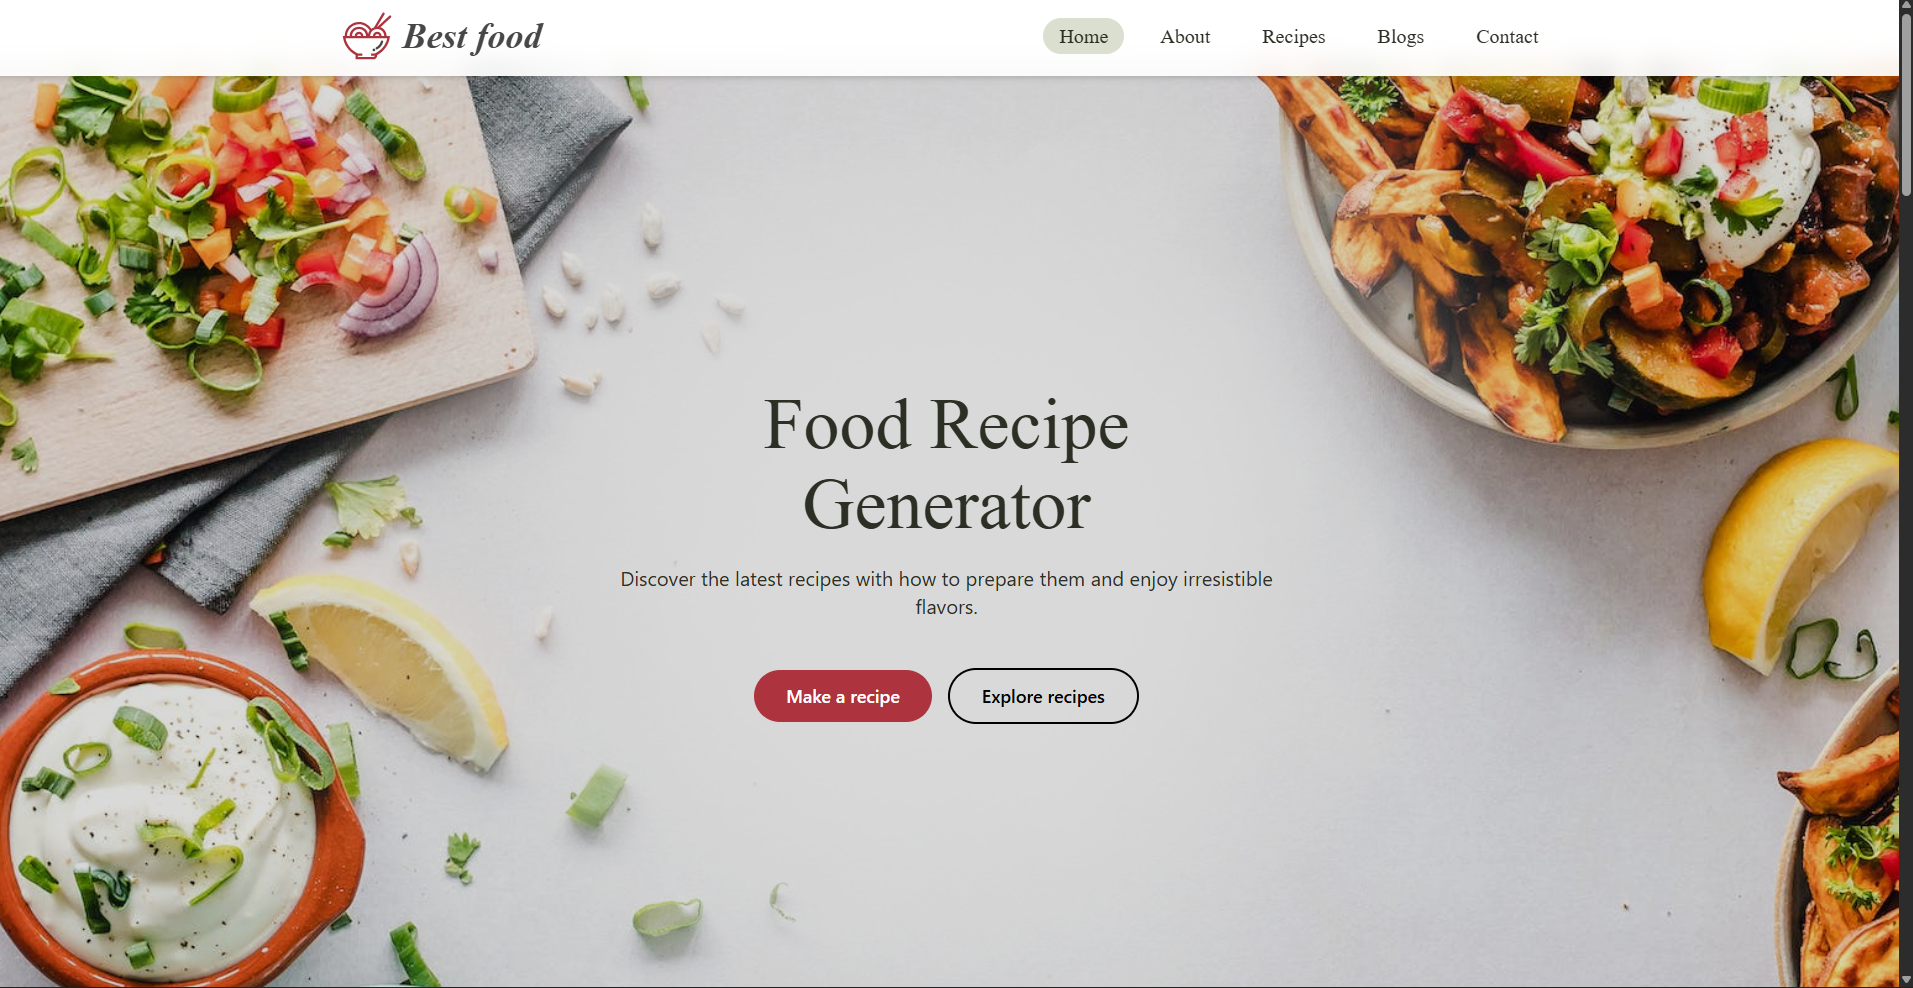 Best food
Home
About
Recipes
Blogs
Contact
Food Recipe
Generator
Discover the latest recipes with how to prepare them and enjoy irresistible
flavors.
Make a recipe
Explore recipes